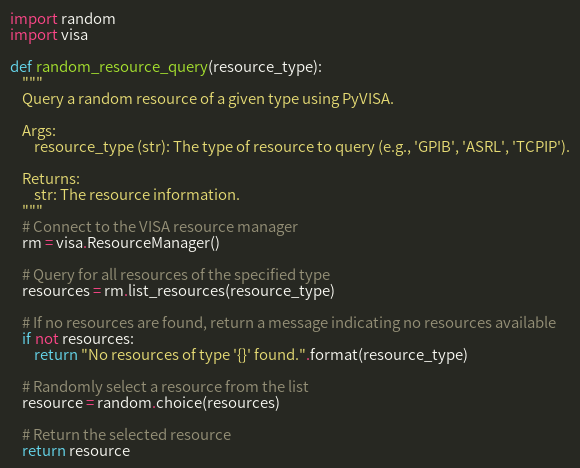 import random
import visa

def random_resource_query(resource_type):
    """
    Query a random resource of a given type using PyVISA.

    Args:
        resource_type (str): The type of resource to query (e.g., 'GPIB', 'ASRL', 'TCPIP').

    Returns:
        str: The resource information.
    """
    # Connect to the VISA resource manager
    rm = visa.ResourceManager()

    # Query for all resources of the specified type
    resources = rm.list_resources(resource_type)

    # If no resources are found, return a message indicating no resources available
    if not resources:
        return "No resources of type '{}' found.".format(resource_type)

    # Randomly select a resource from the list
    resource = random.choice(resources)

    # Return the selected resource
    return resource